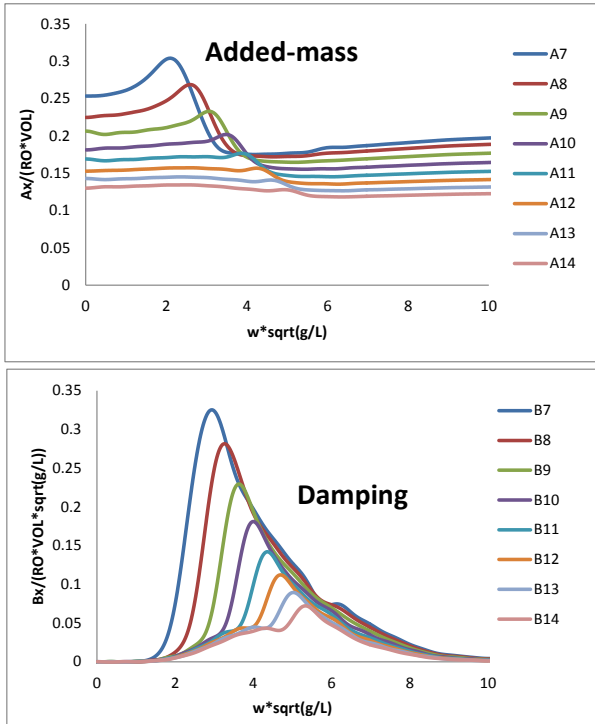 Added-mass
Ax/(RO*VOL)
0.35
0.3
0.25
0.2
0.15
0.1
0.05
0
0 2 4 6 8 10
w*sqrt(g/L)
A7
A8
A9
A10
A11
A12
A13
A14
Damping
Bx/(RO*VOL*sqrt(g/L))
0.35
0.3
0.25
0.2
0.15
0.1
0.05
0
0 2 4 6 8 10
w*sqrt(g/L)
B7
B8
B9
B10
B11
B12
B13
B14